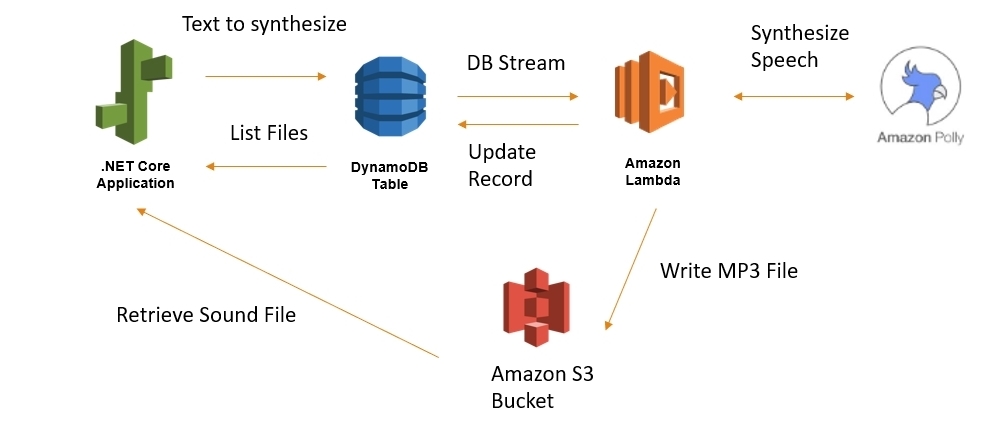 Text to synthesize
DB Stream
Synthesize
Speech
List Files
Update
Record
.NET Core
Application
DynamoDB
Table
Amazon
Lambda
Amazon Polly
Write MP3 File
Retrieve Sound File
Amazon S3
Bucket